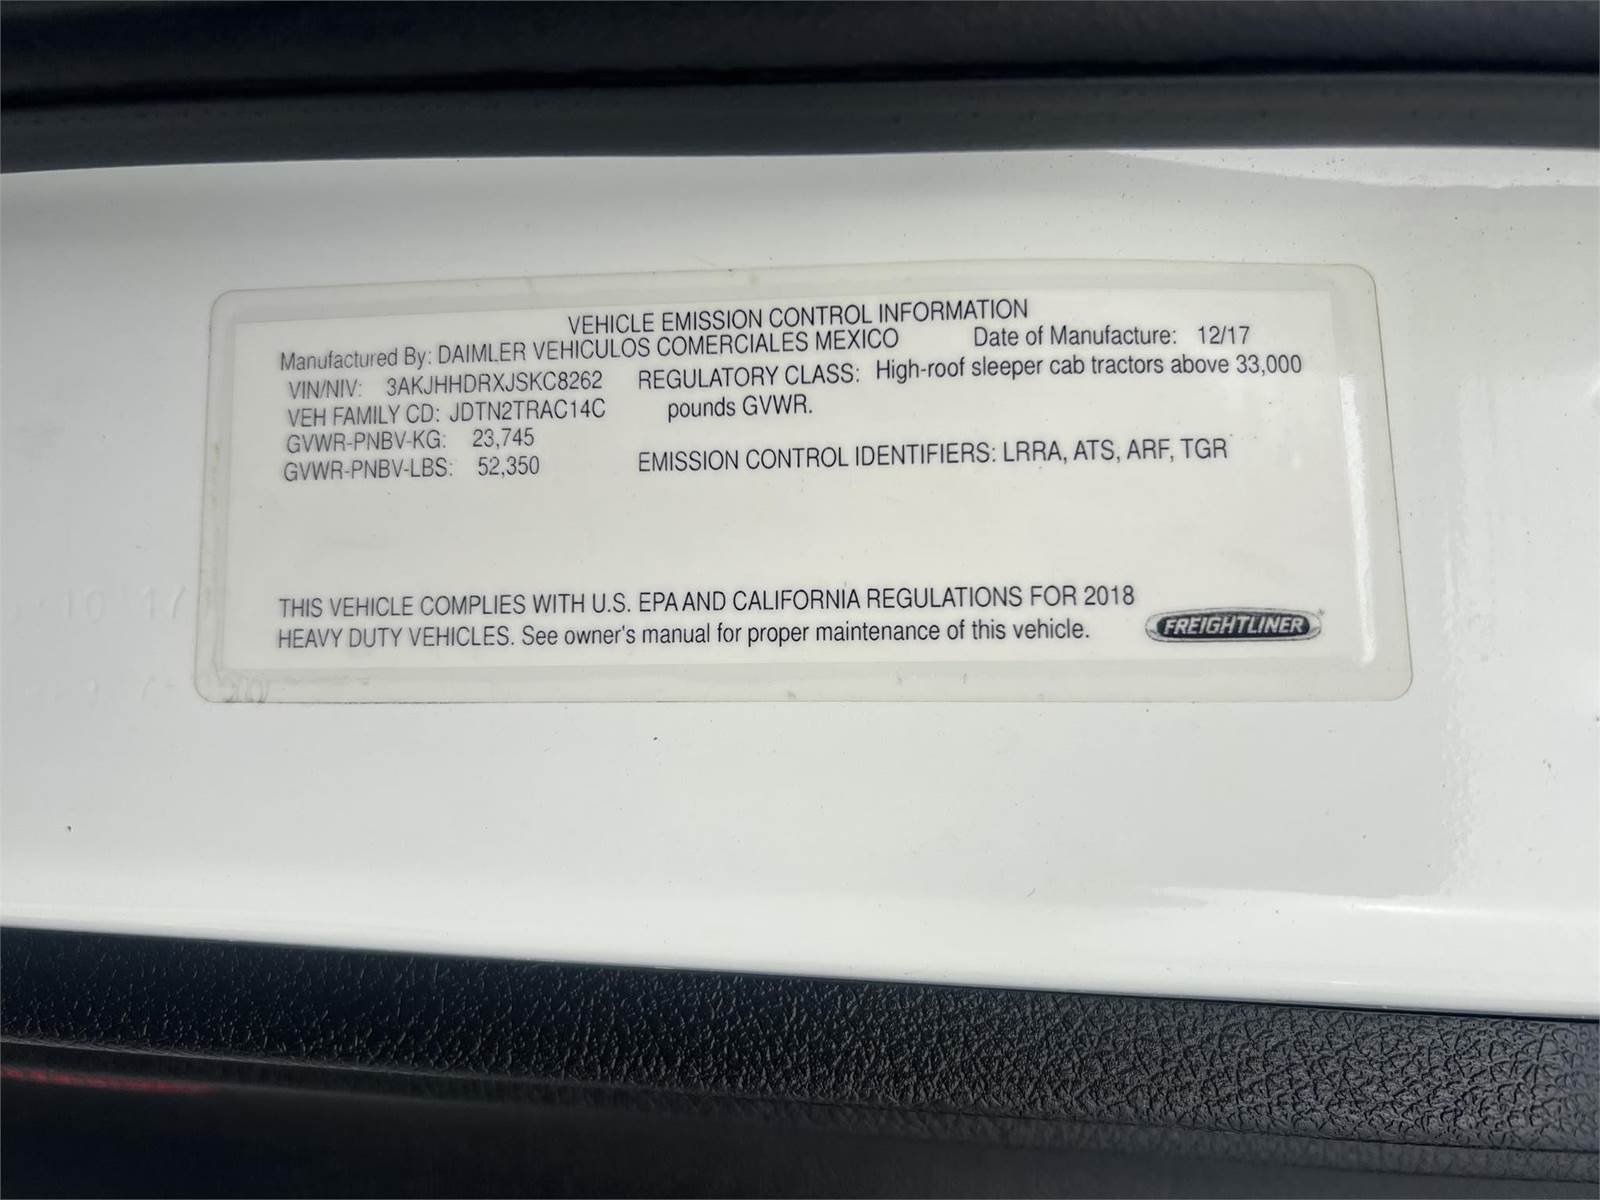 VEHICLE EMISSION CONTROL INFORMATION
Manufactured By: DAIMLER VEHICULOS COMERCIALES MEXICO Date of Manufacture: 12/17
VIN/NIV: 3AKJHHDRXJSKC8262
REGULATORY CLASS: High-roof sleeper cab tractors above 33,000
pounds GVWR.
VEH FAMILY CD: JDTN2TRAC14C
GVWR-PNBV-KG: 23,745
GVWR-PNBV-LBS: 52,350
EMISSION CONTROL IDENTIFIERS: LRRA, ATS, ARF, TGR
THIS VEHICLE COMPLIES WITH U.S. EPA AND CALIFORNIA REGULATIONS FOR 2018
HEAVY DUTY VEHICLES. See owner's manual for proper maintenance of this vehicle.
FREIGHTLINER